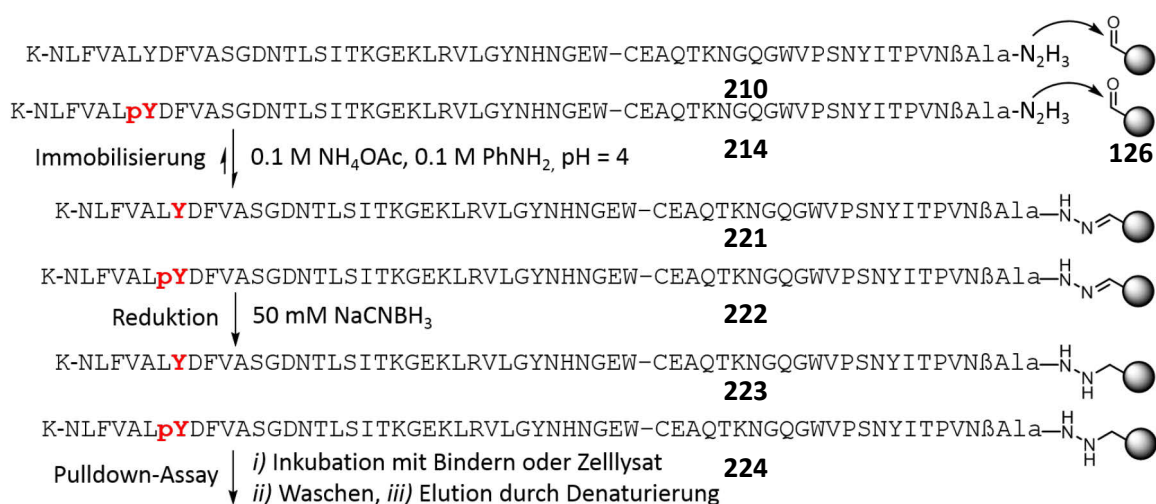 K-NLFVALYDFVASGDNTLSITKGEKLRVLGYNHNGEW–CEAQTKNGQGWVPSNYITPVNßAla-N₂H₃ O
210
K-NLFVALpYDFVASGDNTLSITKGEKLRVLGYNHNGEW–CEAQTKNGQGWVPSNYITPVNßAla-N₂H₃ O
214 126
Immobilisierung 0.1 M NH₄OAc, 0.1 M PhNH₂, pH = 4
K-NLFVALYDFVASGDNTLSITKGEKLRVLGYNHNGEW–CEAQTKNGQGWVPSNYITPVNßAla H N N
221
K-NLFVALpYDFVASGDNTLSITKGEKLRVLGYNHNGEW–CEAQTKNGQGWVPSNYITPVNßAla H N N
222
Reduktion 50 mM NaCNBH₃
K-NLFVALYDFVASGDNTLSITKGEKLRVLGYNHNGEW–CEAQTKNGQGWVPSNYITPVNßAla H N N H
223
K-NLFVALpYDFVASGDNTLSITKGEKLRVLGYNHNGEW–CEAQTKNGQGWVPSNYITPVNßAla H N N H
224
Pulldown-Assay i) Inkubation mit Bindern oder Zelllysat
ii) Waschen, iii) Elution durch Denaturierung